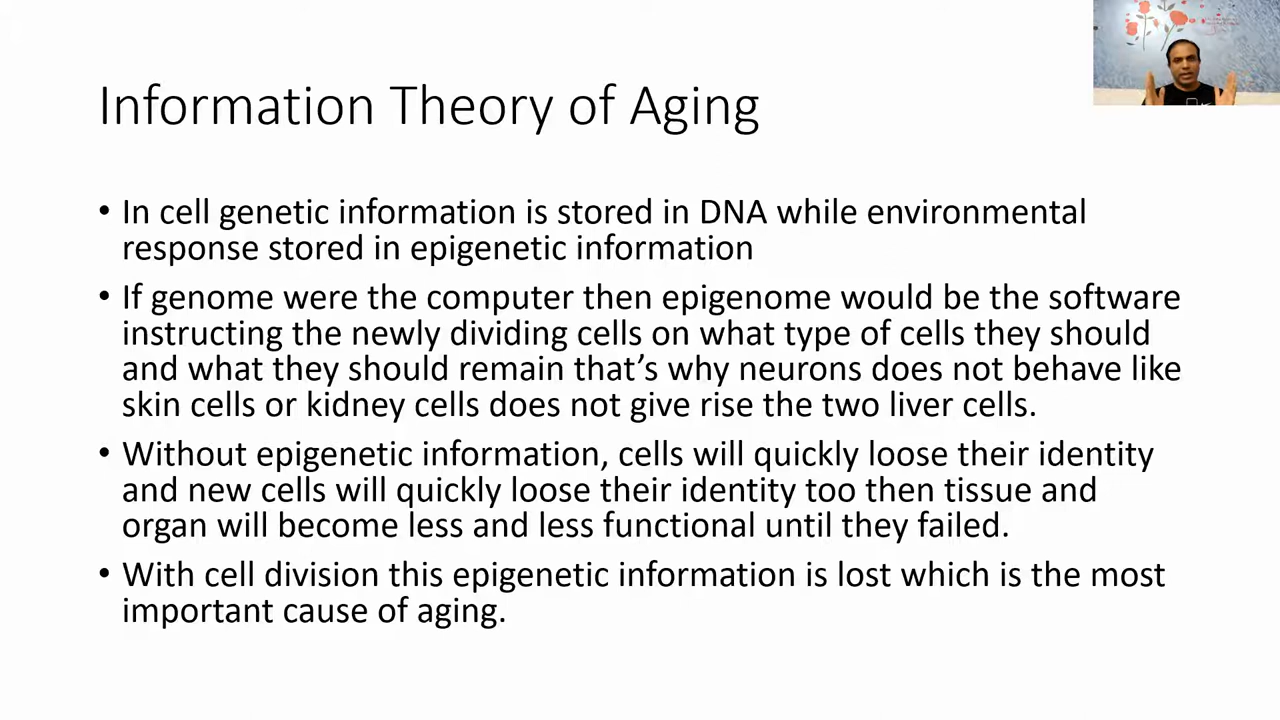 Information Theory of Aging
• In cell genetic information is stored in DNA while environmental
response stored in epigenetic information
• If genome were the computer then epigenome would be the software
instructing the newly dividing cells on what type of cells they should
and what they should remain that’s why neurons does not behave like
skin cells or kidney cells does not give rise the two liver cells.
• Without epigenetic information, cells will quickly loose their identity
and new cells will quickly loose their identity too then tissue and
organ will become less and less functional until they failed.
• With cell division this epigenetic information is lost which is the most
important cause of aging.